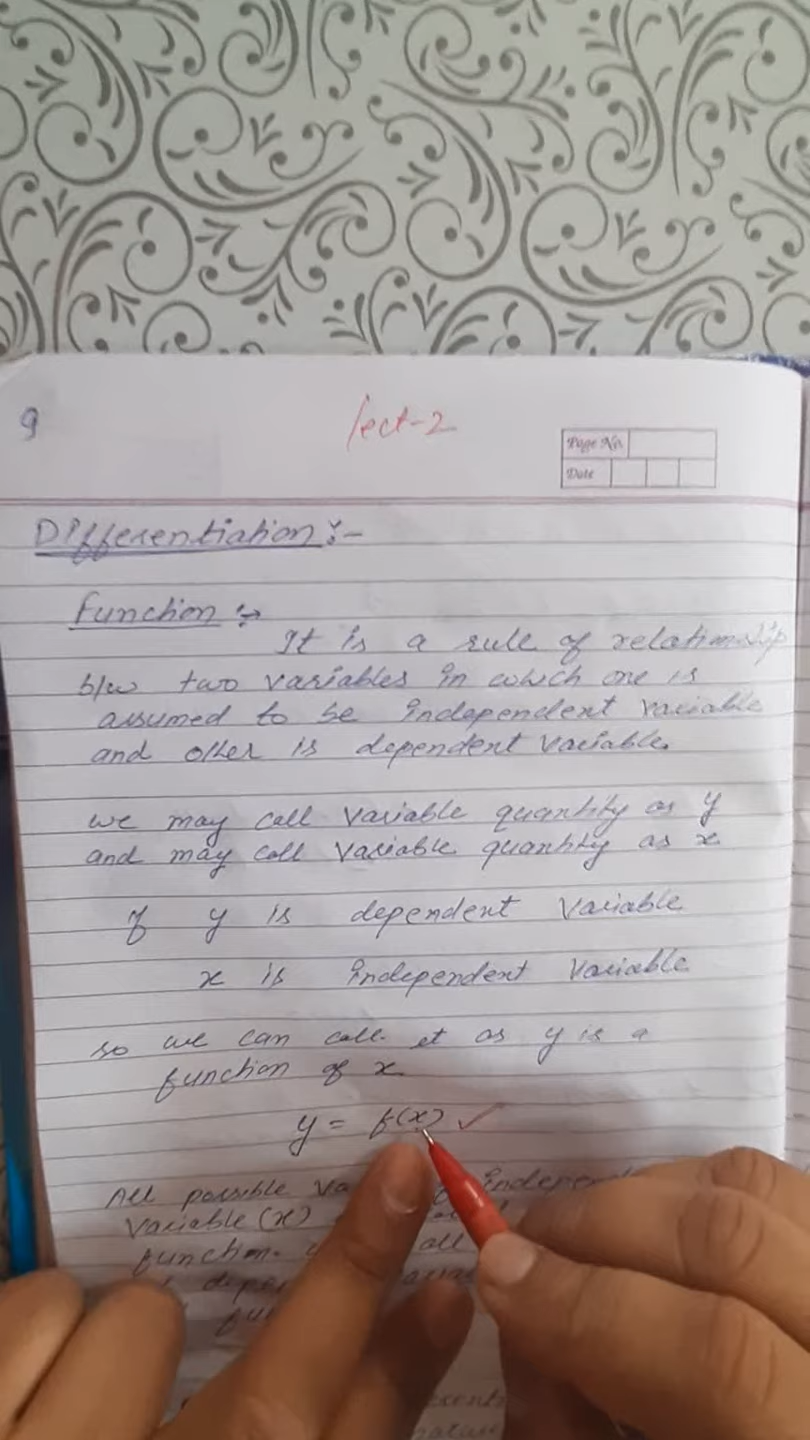 9
lect-2
Page No.
Date
Differentiation :-
Function :→
It is a rule of relationship
b/w two variables in which one is
assumed to be independent variable
and other is dependent variable.
we may call variable quantity as y
and may call variable quantity as x
if y is dependent variable
x is independent variable
so we can call it as y is a
function of x
y = f(x) ✓
All possible
variable (x)
function. all